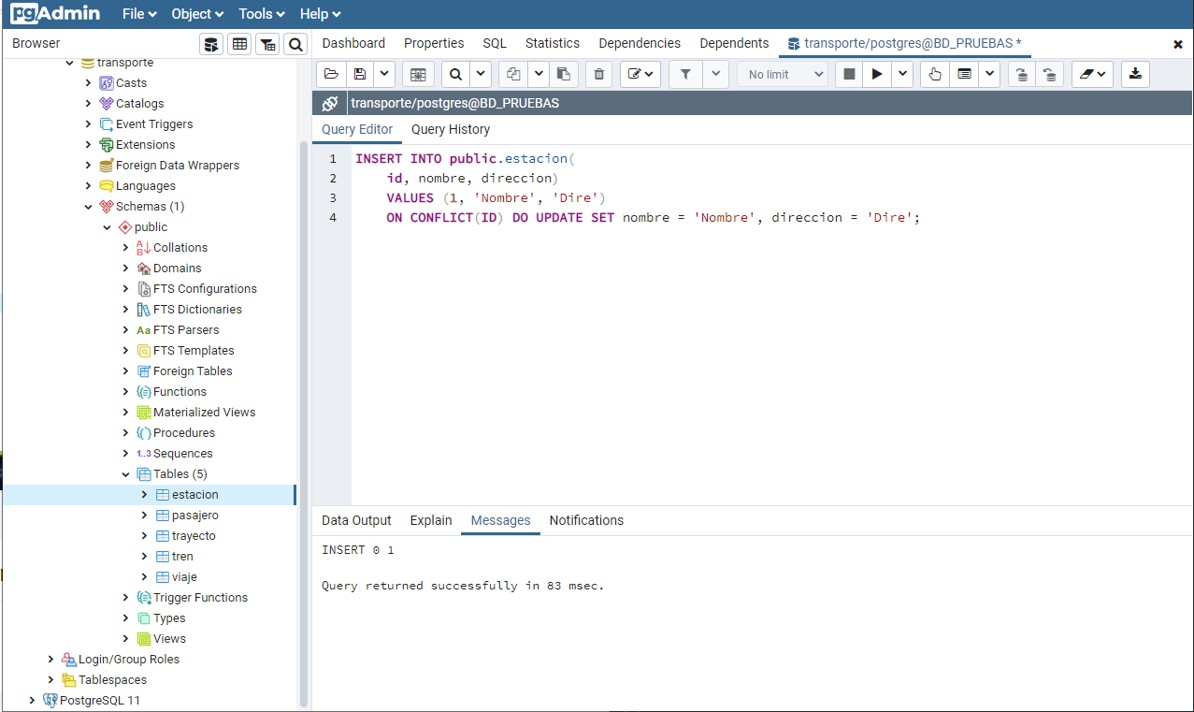 pgAdmin File Object Tools Help
Browser
Dashboard Properties SQL Statistics Dependencies Dependents transporte/postgres@BD_PRUEBAS *
transporte
Casts
Catalogs
Event Triggers
Extensions
Foreign Data Wrappers
Languages
Schemas (1)
public
Collations
Domains
FTS Configurations
FTS Dictionaries
Aa FTS Parsers
FTS Templates
Foreign Tables
Functions
Materialized Views
Procedures
1..3 Sequences
Tables (5)
estacion
pasajero
trayecto
tren
viaje
Trigger Functions
Types
Views
Login/Group Roles
Tablespaces
PostgreSQL 11
No limit
transporte/postgres@BD_PRUEBAS
Query Editor Query History
1 INSERT INTO public.estacion(
2 id, nombre, direccion)
3 VALUES (1, 'Nombre', 'Dire')
4 ON CONFLICT(ID) DO UPDATE SET nombre = 'Nombre', direccion = 'Dire';
Data Output Explain Messages Notifications
INSERT 0 1
Query returned successfully in 83 msec.